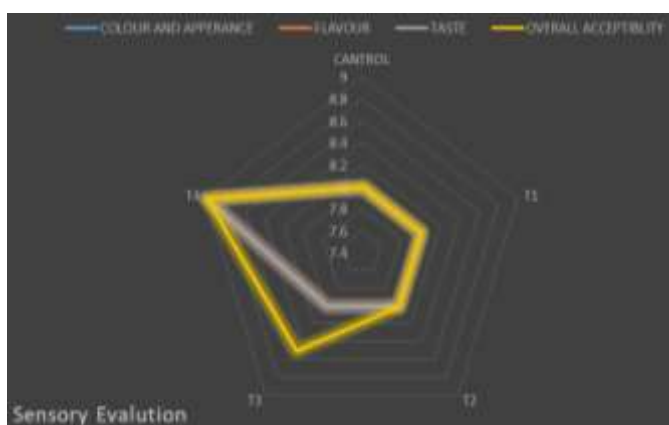 COLOUR AND APPERANCE FLAVOUR TASTE OVERALL ACCEPTIBLITY
CANTROL
9
8.8
8.6
8.4
8.2
7.8
7.6
7.4
T4 T1
T3 T2
Sensory Evalution